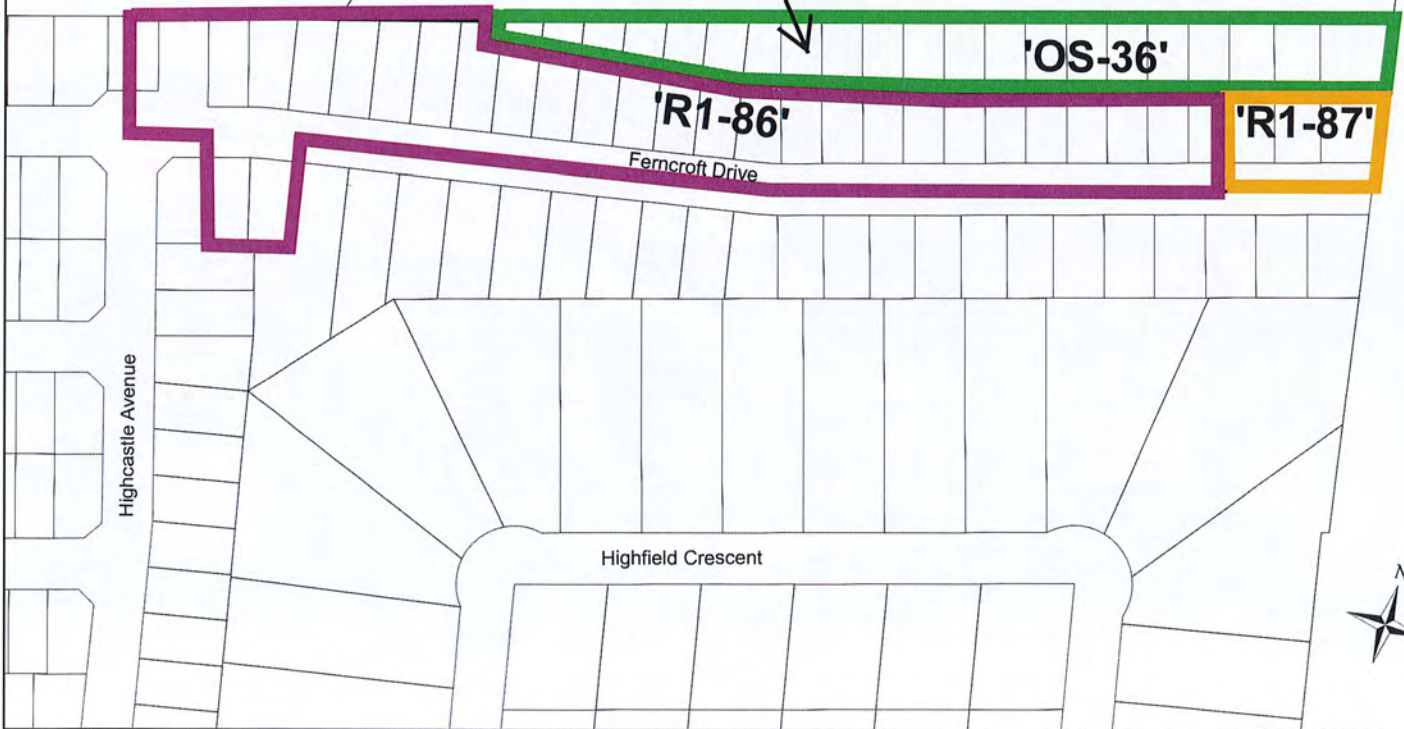 'OS-36'
'R1-86'
'R1-87'
Ferncroft Drive
Highcastle Avenue
Highfield Crescent
N